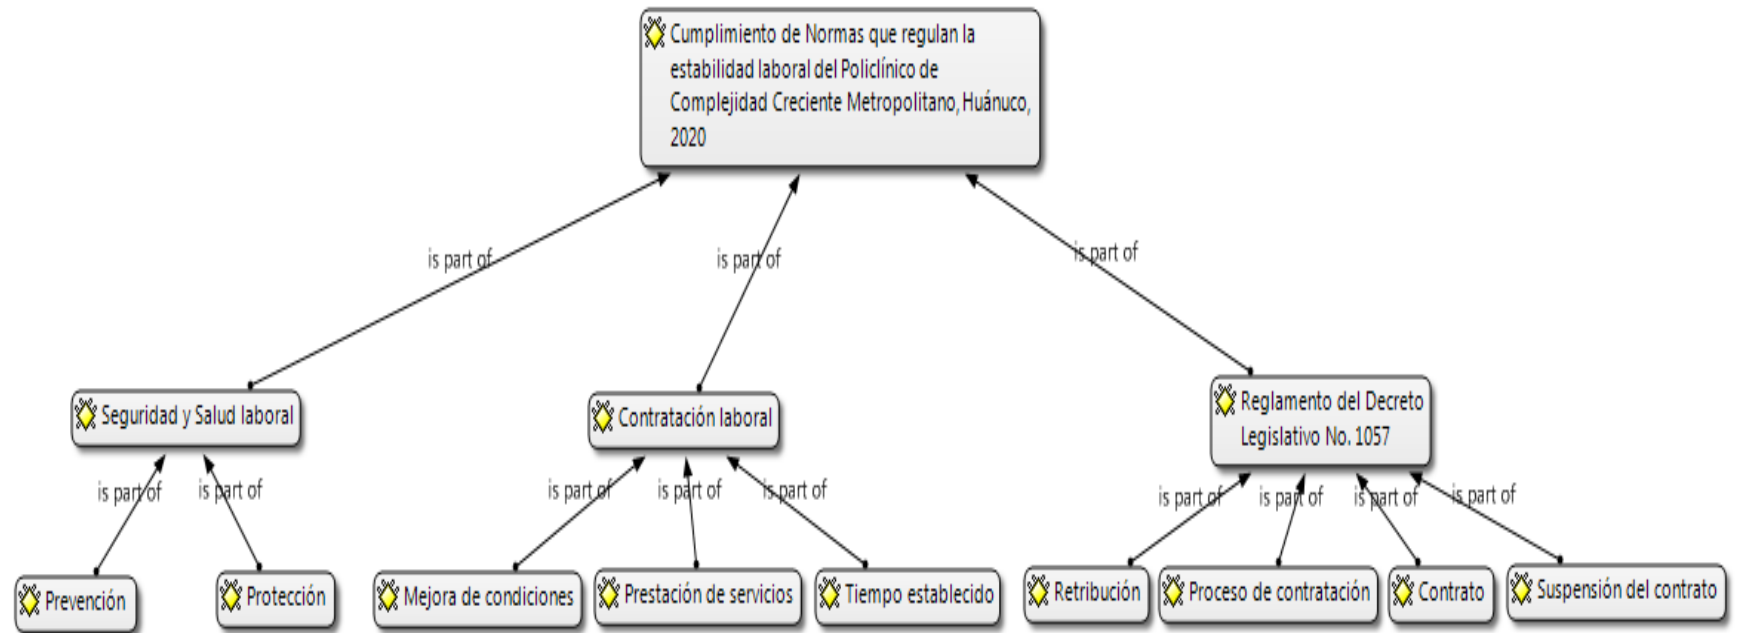 Cumplimiento de Normas que regulan la
estabilidad laboral del Policlínico de
Complejidad Creciente Metropolitano, Huánuco,
2020
is part of
is part of
is part of
Seguridad y Salud laboral
Contratación laboral
Reglamento del Decreto
Legislativo No. 1057
is part of
is part of
is part of
is part of
is part of
is part of
is part of
is part of
is part of
Prevención
Protección
Mejora de condiciones
Prestación de servicios
Tiempo establecido
Retribución
Proceso de contratación
Contrato
Suspensión del contrato